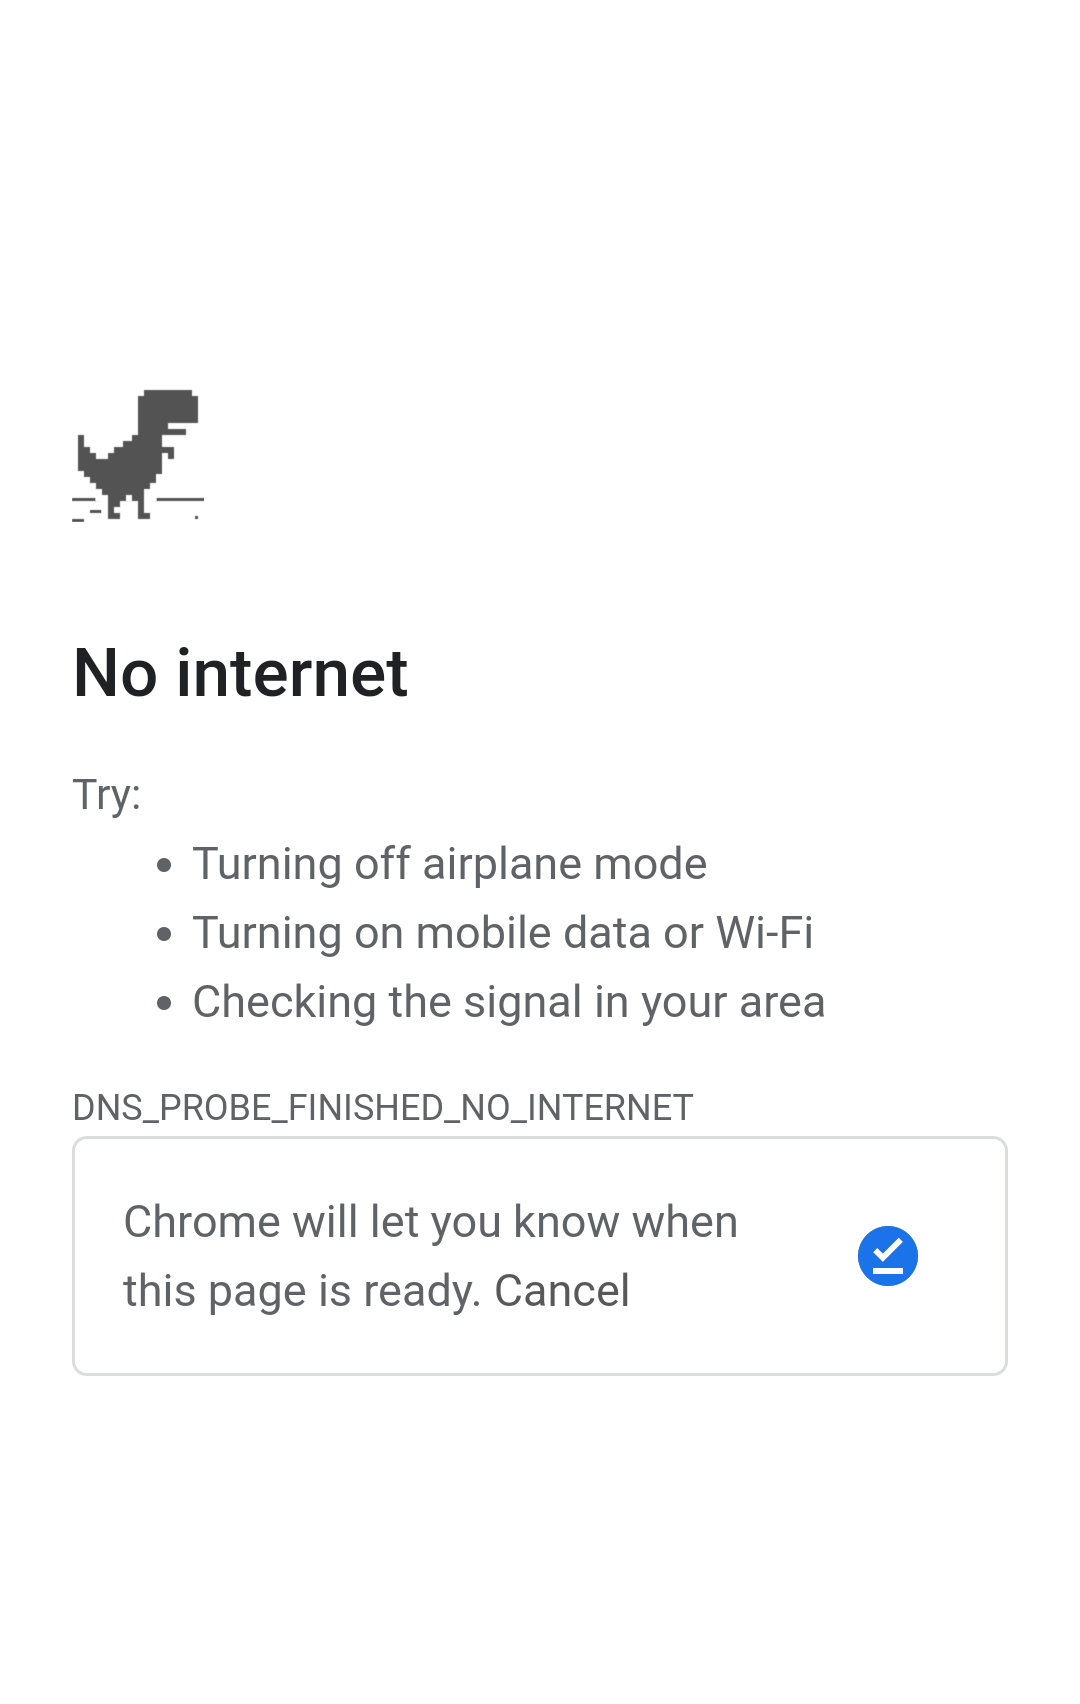 No internet
Try:
Turning off airplane mode
Turning on mobile data or Wi-Fi
Checking the signal in your area
DNS_PROBE_FINISHED_NO_INTERNET
Chrome will let you know when
this page is ready. Cancel